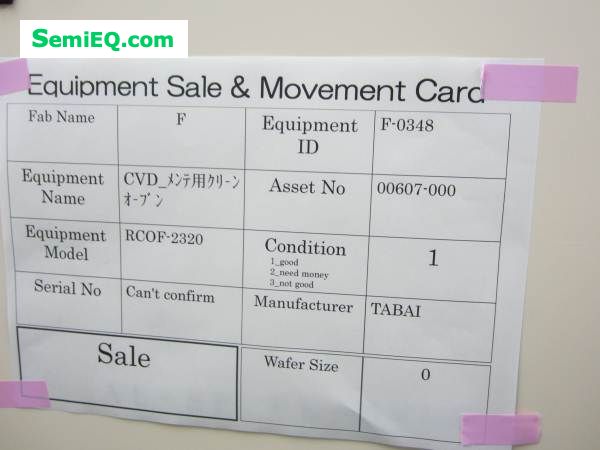 SemiEQ.com
Equipment Sale & Movement Card
Fab Name
F
Equipment
ID
F-0348
Equipment
Name
CVD_ﾒﾝﾃ用ｸﾘｰﾝ
ｵｰﾌﾞﾝ
Asset No
00607-000
Equipment
Model
RCOF-2320
Condition
1_good
2_need money
3_not good
1
Serial No
Can't confirm
Manufacturer
TABAI
Sale
Wafer Size
0